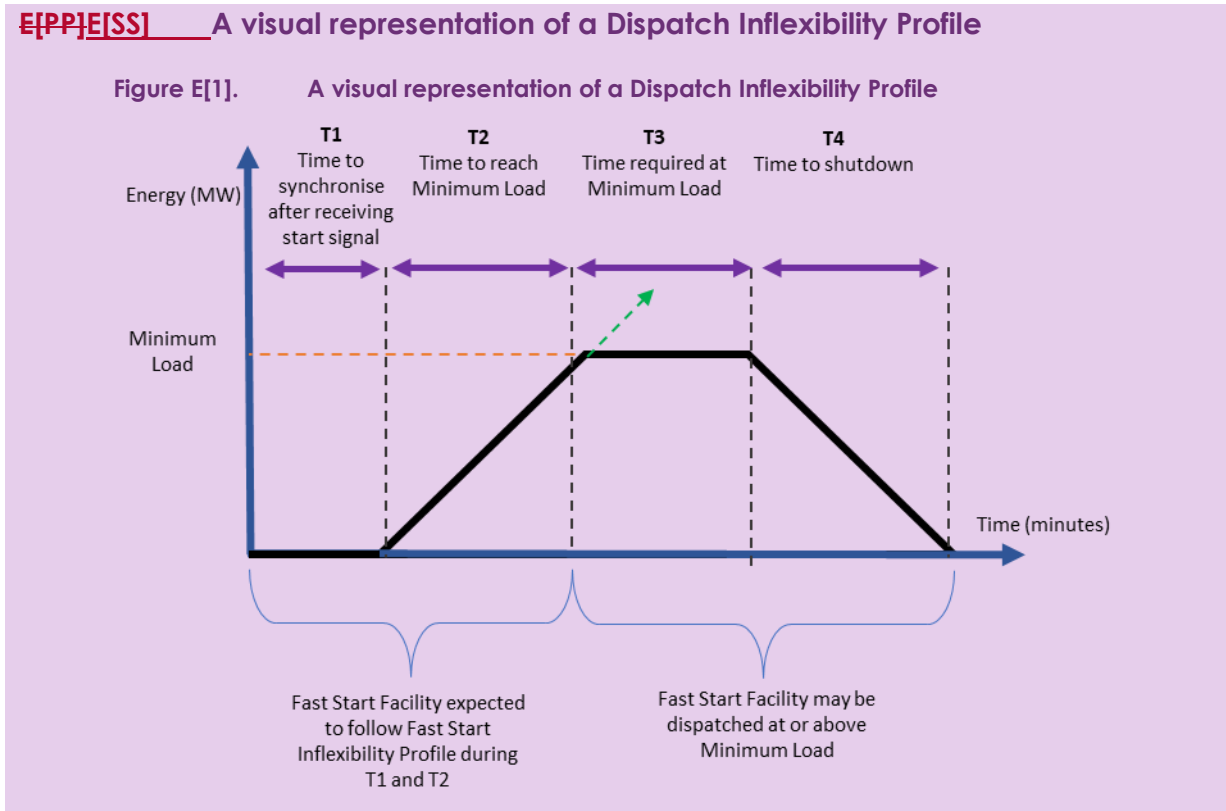 E[PP]E[SS] A visual representation of a Dispatch Inflexibility Profile
Figure E[1]. A visual representation of a Dispatch Inflexibility Profile
T1
Time to
synchronise
after receiving
start signal
T2
Time to reach
Minimum Load
T3
Time required at
Minimum Load
T4
Time to shutdown
Energy (MW)
Minimum
Load
Time (minutes)
Fast Start Facility expected
to follow Fast Start
Inflexibility Profile during
T1 and T2
Fast Start Facility may be
dispatched at or above
Minimum Load